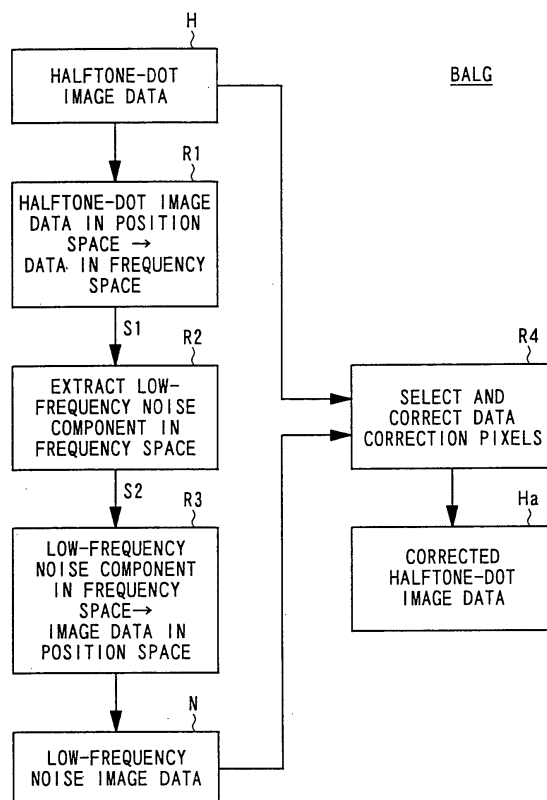 H
HALFTONE-DOT
IMAGE DATA
BALG
R1
HALFTONE-DOT IMAGE
DATA IN POSITION
SPACE →
DATA IN FREQUENCY
SPACE
S1
R2
EXTRACT LOW-
FREQUENCY NOISE
COMPONENT IN
FREQUENCY SPACE
S2
R3
LOW-FREQUENCY
NOISE COMPONENT
IN FREQUENCY
SPACE→
IMAGE DATA IN
POSITION SPACE
N
LOW-FREQUENCY
NOISE IMAGE DATA
R4
SELECT AND
CORRECT DATA
CORRECTION PIXELS
Ha
CORRECTED
HALFTONE-DOT
IMAGE DATA